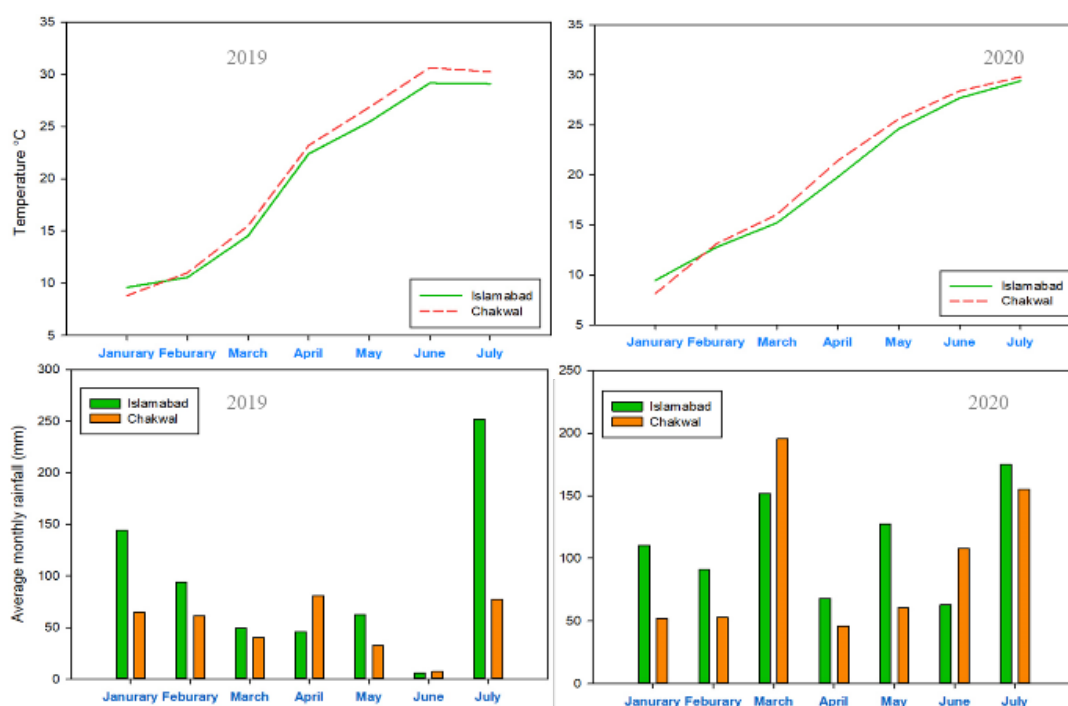 2019
Temperature °C
35
30
25
20
15
10
5
Islamabad
Chakwal
Janurary Feburary March April May June July
2020
35
30
25
20
15
10
5
Islamabad
Chakwal
Janurary Feburary March April May June July
2019
Average monthly rainfall (mm)
300
250
200
150
100
50
0
Islamabad
Chakwal
Janurary Feburary March April May June July
2020
250
200
150
100
50
0
Islamabad
Chakwal
Janurary Feburary March April May June July